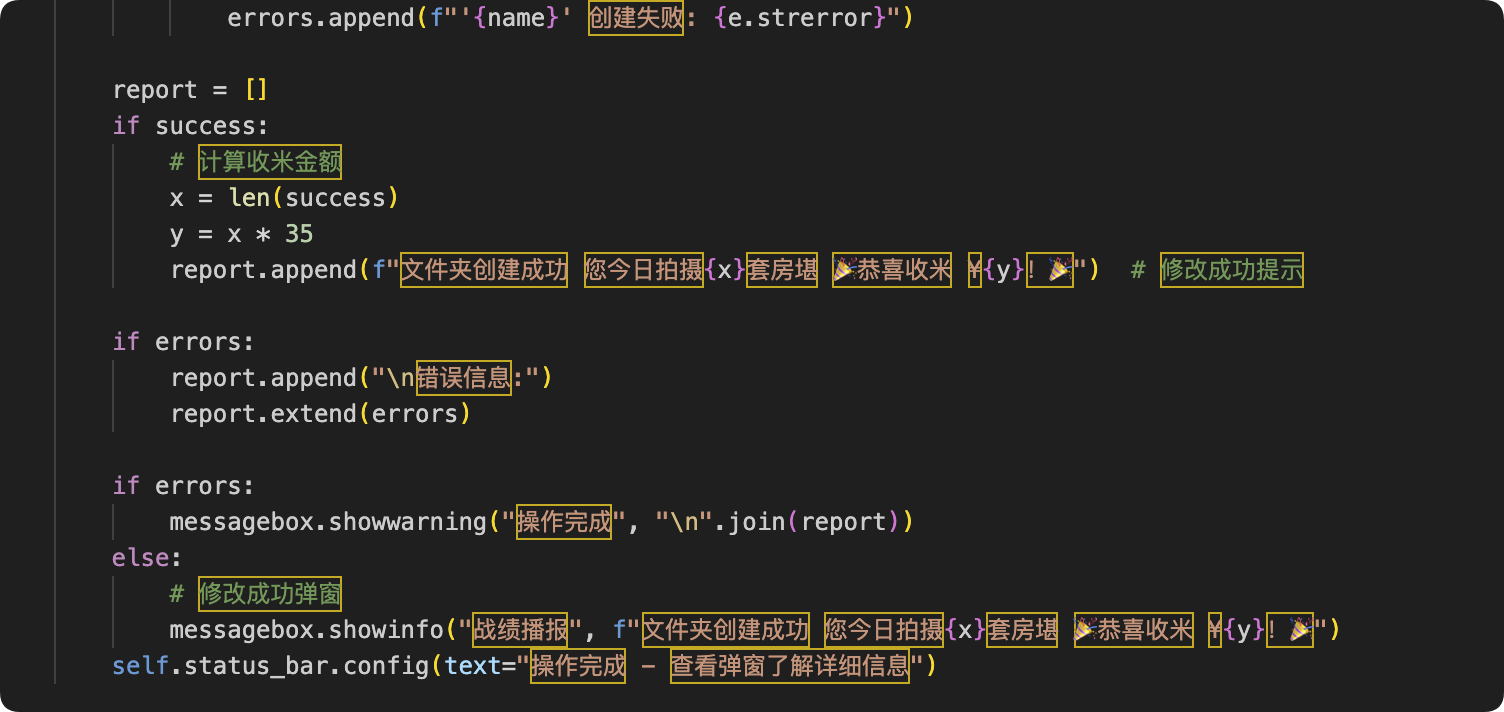 errors.append(f"'{name}' 创建失败: {e.strerror}")
report = []
if success:
# 计算收米金额
x = len(success)
y = x * 35
report.append(f"文件夹创建成功 您今日拍摄{x}套房堪 🎉恭喜收米 ¥{y}! 🎉") # 修改成功提示
if errors:
report.append("\n错误信息:")
report.extend(errors)
if errors:
messagebox.showwarning("操作完成", "\n".join(report))
else:
# 修改成功弹窗
messagebox.showinfo("战绩播报", f"文件夹创建成功 您今日拍摄{x}套房堪 🎉恭喜收米 ¥{y}! 🎉")
self.status_bar.config(text="操作完成 – 查看弹窗了解详细信息")